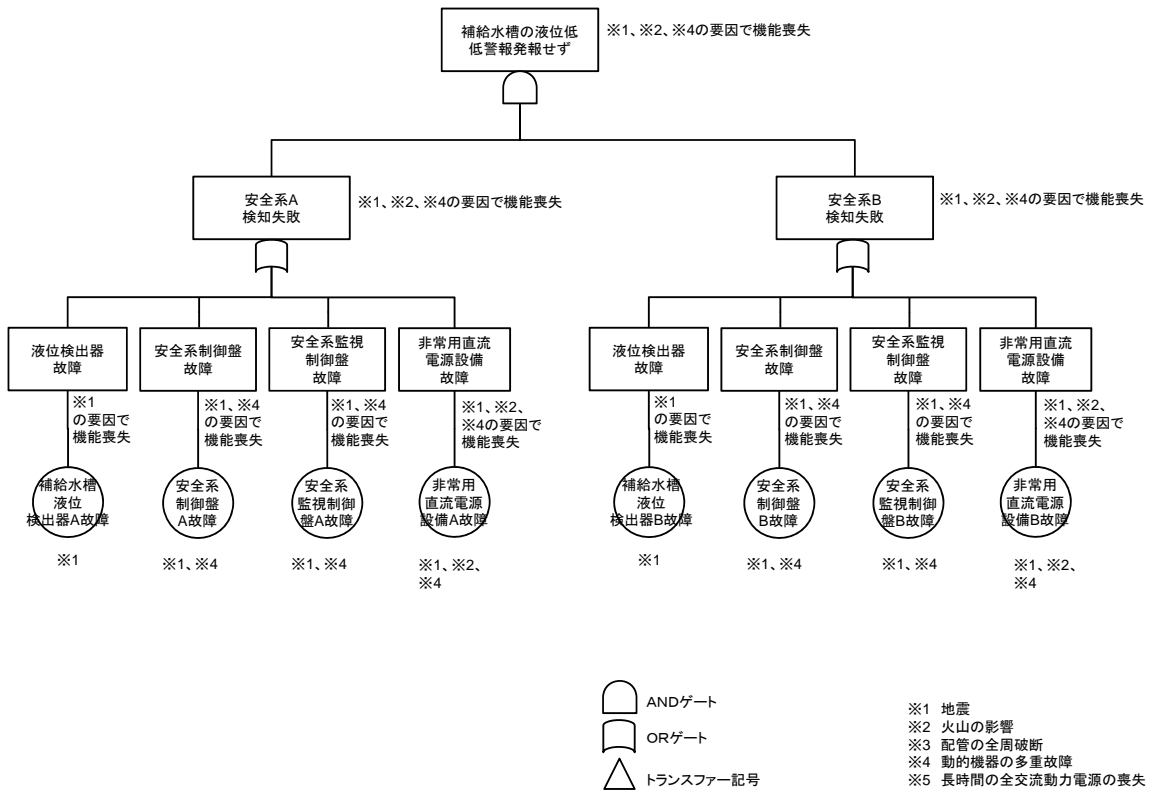 補給水槽の液位低
低警報発報せず
※1、※2、※4の要因で機能喪失
安全系A
検知失敗
※1、※2、※4の要因で機能喪失
安全系B
検知失敗
※1、※2、※4の要因で機能喪失
液位検出器
故障
安全系制御盤
故障
安全系監視
制御盤
故障
非常用直流
電源設備
故障
液位検出器
故障
安全系制御盤
故障
安全系監視
制御盤
故障
非常用直流
電源設備
故障
※1
の要因で
機能喪失
※1、※4
の要因で
機能喪失
※1、※4
の要因で
機能喪失
※1、※2、
※4の要因で
機能喪失
※1
の要因で
機能喪失
※1、※4
の要因で
機能喪失
※1、※4
の要因で
機能喪失
※1、※2、
※4の要因で
機能喪失
補給水槽
液位
検出器A故障
安全系
制御盤
A故障
安全系
監視制御
盤A故障
非常用
直流電源
設備A故障
補給水槽
液位
検出器B故障
安全系
制御盤
B故障
安全系
監視制御
盤B故障
非常用
直流電源
設備B故障
※1
※1、※4
※1、※4
※1、※2、
※4
※1
※1、※4
※1、※4
※1、※2、
※4
ANDゲート
ORゲート
トランスファー記号
※1 地震
※2 火山の影響
※3 配管の全周破断
※4 動的機器の多重故障
※5 長時間の全交流動力電源の喪失